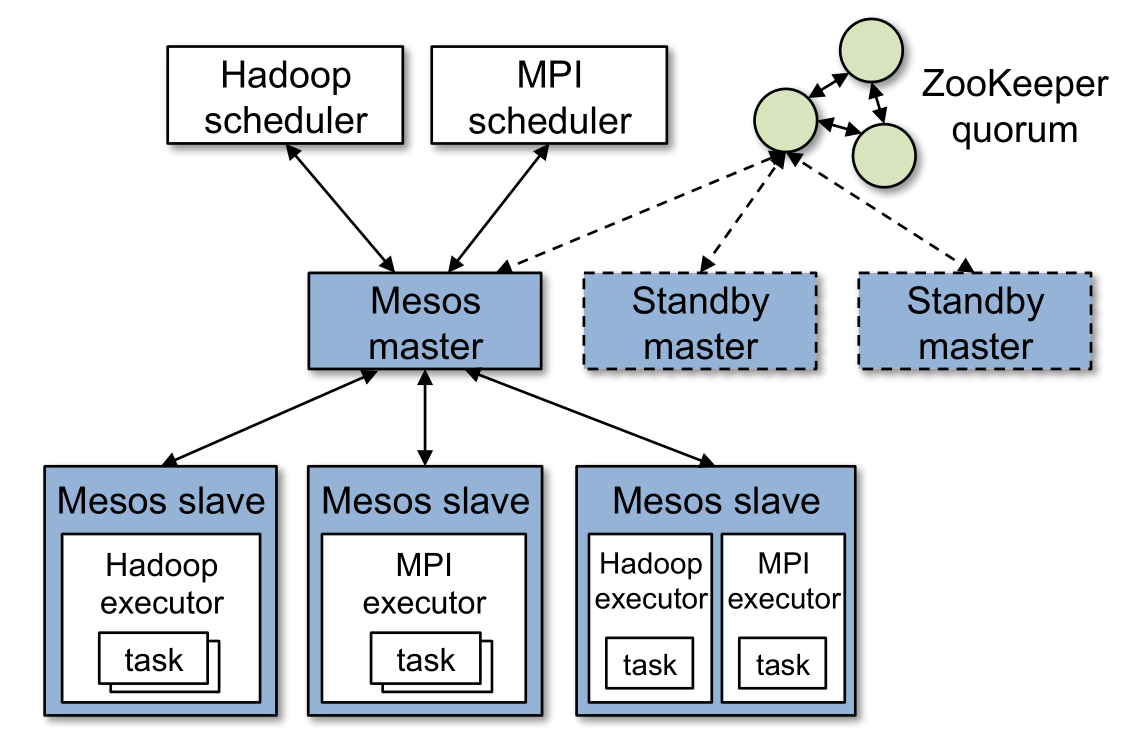 Hadoop
scheduler
MPI
scheduler
ZooKeeper
quorum
Mesos
master
Standby
master
Standby
master
Mesos slave
Hadoop
executor
task
Mesos slave
MPI
executor
task
Mesos slave
Hadoop
executor
task
MPI
executor
task